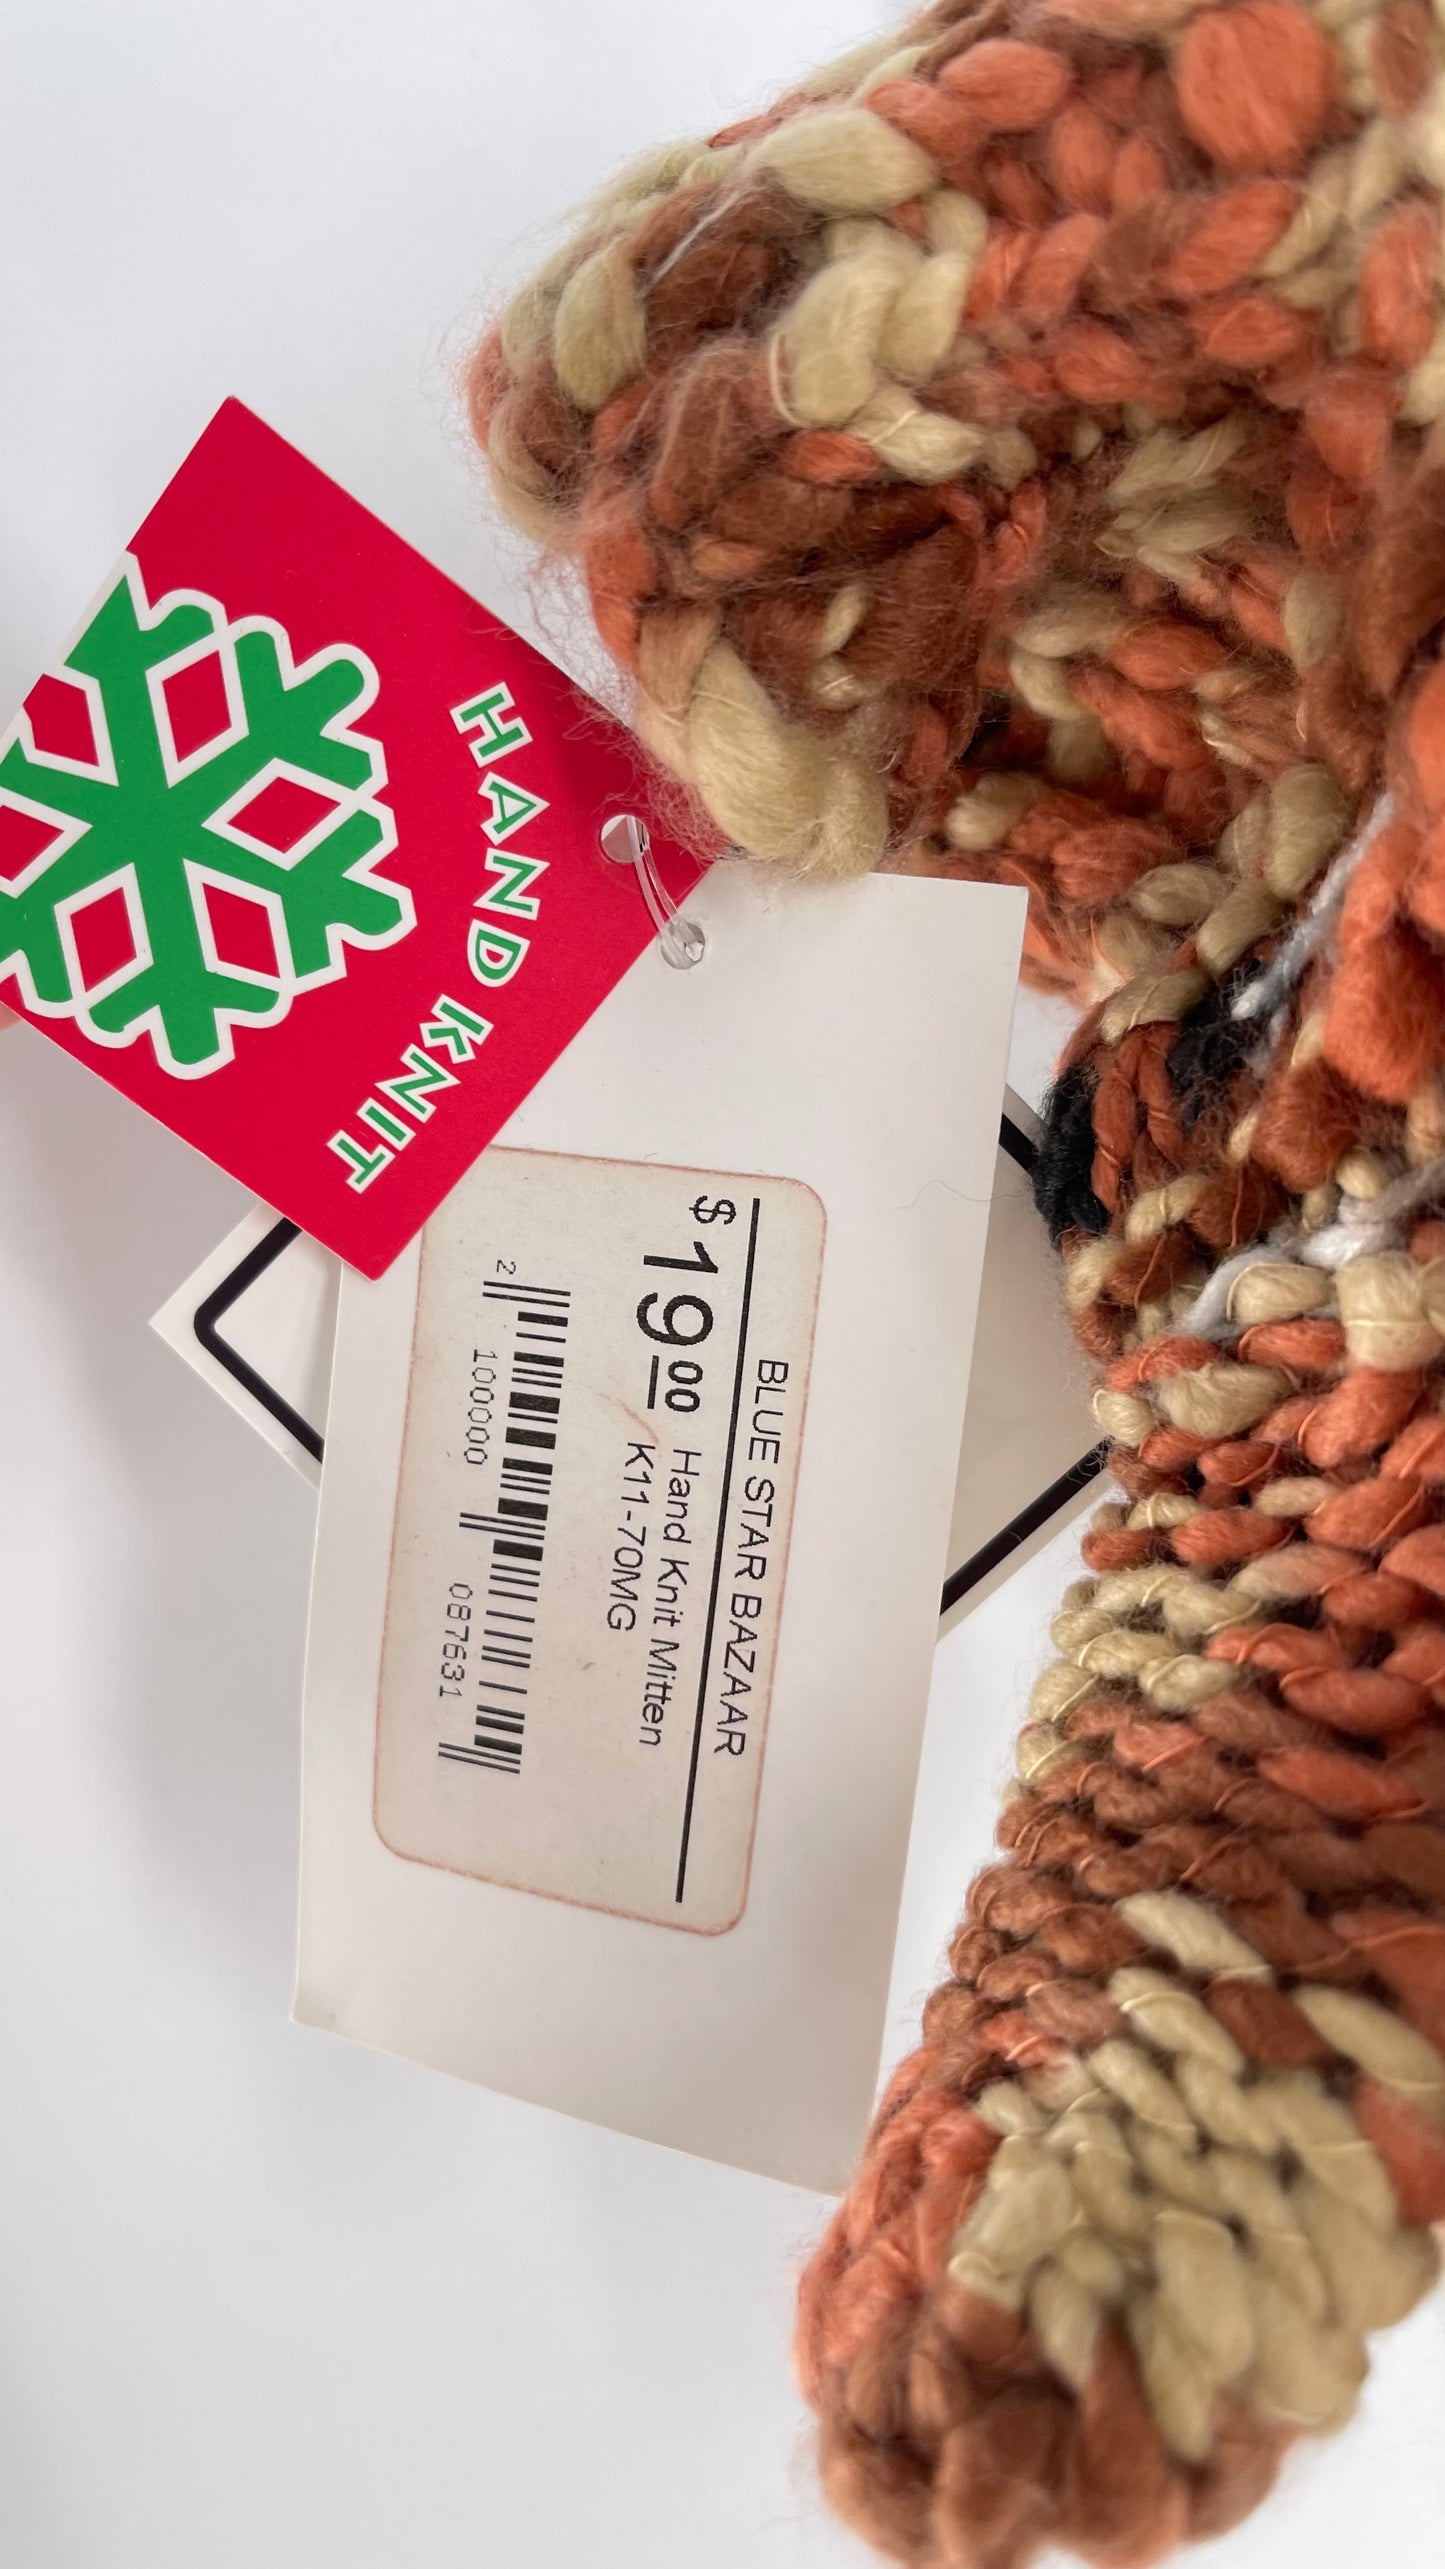 HAND KNIT
BLUE STAR BAZAAR
$19.00 Hand Knit Mitten
K11-70MG
2 100000 087631